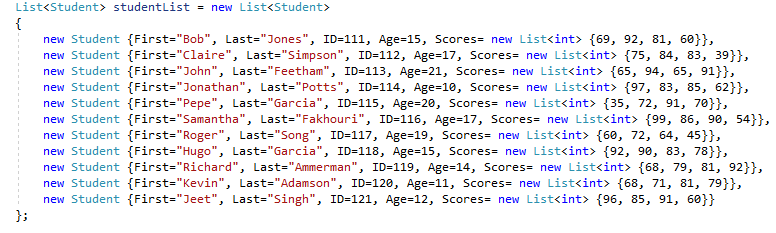 List<Student> studentList = new List<Student>
{
    new Student {First="Bob", Last="Jones", ID=111, Age=15, Scores= new List<int> {69, 92, 81, 60}},
    new Student {First="Claire", Last="Simpson", ID=112, Age=17, Scores= new List<int> {75, 84, 83, 39}},
    new Student {First="John", Last="Feetham", ID=113, Age=21, Scores= new List<int> {65, 94, 65, 91}},
    new Student {First="Jonathan", Last="Potts", ID=114, Age=10, Scores= new List<int> {97, 83, 85, 62}},
    new Student {First="Pepe", Last="Garcia", ID=115, Age=20, Scores= new List<int> {35, 72, 91, 70}},
    new Student {First="Samantha", Last="Fakhouri", ID=116, Age=17, Scores= new List<int> {99, 86, 90, 54}},
    new Student {First="Roger", Last="Song", ID=117, Age=19, Scores= new List<int> {60, 72, 64, 45}},
    new Student {First="Hugo", Last="Garcia", ID=118, Age=15, Scores= new List<int> {92, 90, 83, 78}},
    new Student {First="Richard", Last="Ammerman", ID=119, Age=14, Scores= new List<int> {68, 79, 81, 92}},
    new Student {First="Kevin", Last="Adamson", ID=120, Age=11, Scores= new List<int> {68, 71, 81, 79}},
    new Student {First="Jeet", Last="Singh", ID=121, Age=12, Scores= new List<int> {96, 85, 91, 60}}
};